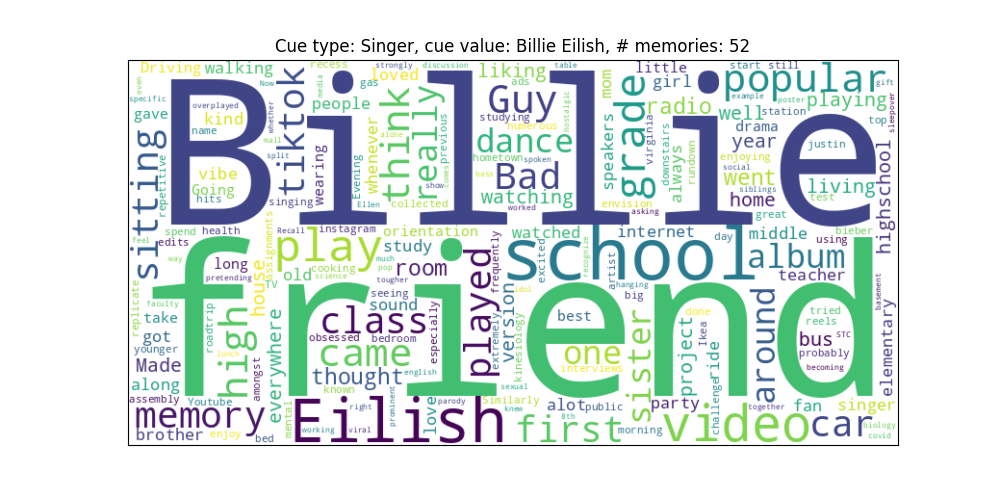 Cue type: Singer, cue value: Billie Eilish, # memories: 52
Driving walking recess strongly discussion table start still
even loved liking little popular gift
specific gas ads mom girl
gave overplayed people media Guy radio example poster playing
kind tiktok think really studying numerous nostalgic speakers grade well station top sleepover
name whether alone previous dance virginia drama justin
sitting mall whenever hometown spoken downstairs always rundown year enjoying
repetitive vibe split Evening comes bass Bad social
Going wearing show watching went living
hits singing Ellen collected worked envision home siblings test
Billie
asking great highschool
spend health Recall instagram orientation watched internet day middle using bieber
feel edits assignments play study frequently excited recognize school album
way long old much room played artist teacher
pretending house TV cooking pop science tougher hanging
friend
replicate roadtrip seeing sound version big tried basement
faculty obsessed bedroom especially extremely kinesiology best done Ikea reels
take class idol project ride around bus STC
got high everywhere came english one sister probably elementary
younger lunch thought interviews becoming
Made amongst known sexual challenge
along Youtube love parody Similarly alot public party together fan singer
assembly memory mental right prominent knew 8th
brother enjoy bed Eilish first morning video car biology
working viral covid